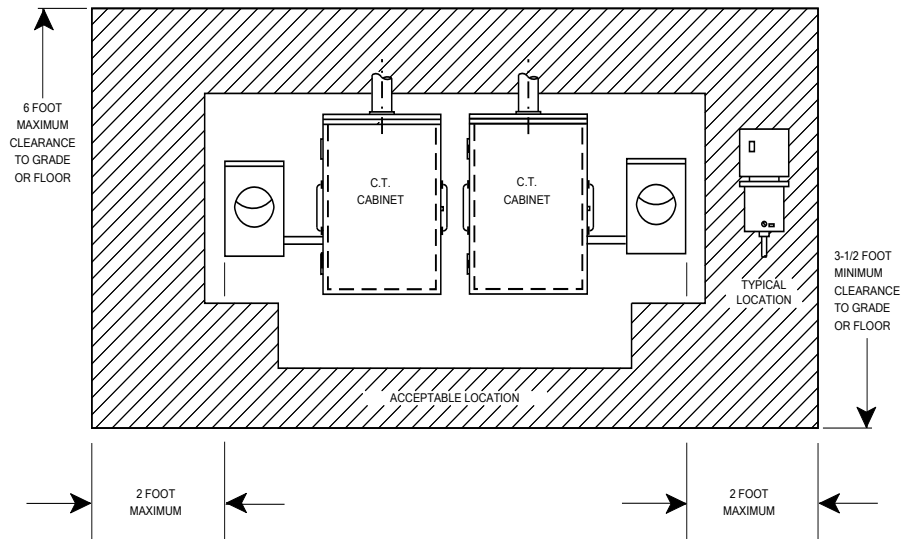 6 FOOT
MAXIMUM
CLEARANCE
TO GRADE
OR FLOOR
C.T.
CABINET
C.T.
CABINET
TYPICAL
LOCATION
3-1/2 FOOT
MINIMUM
CLEARANCE
TO GRADE
OR FLOOR
ACCEPTABLE LOCATION
2 FOOT
MAXIMUM
2 FOOT
MAXIMUM